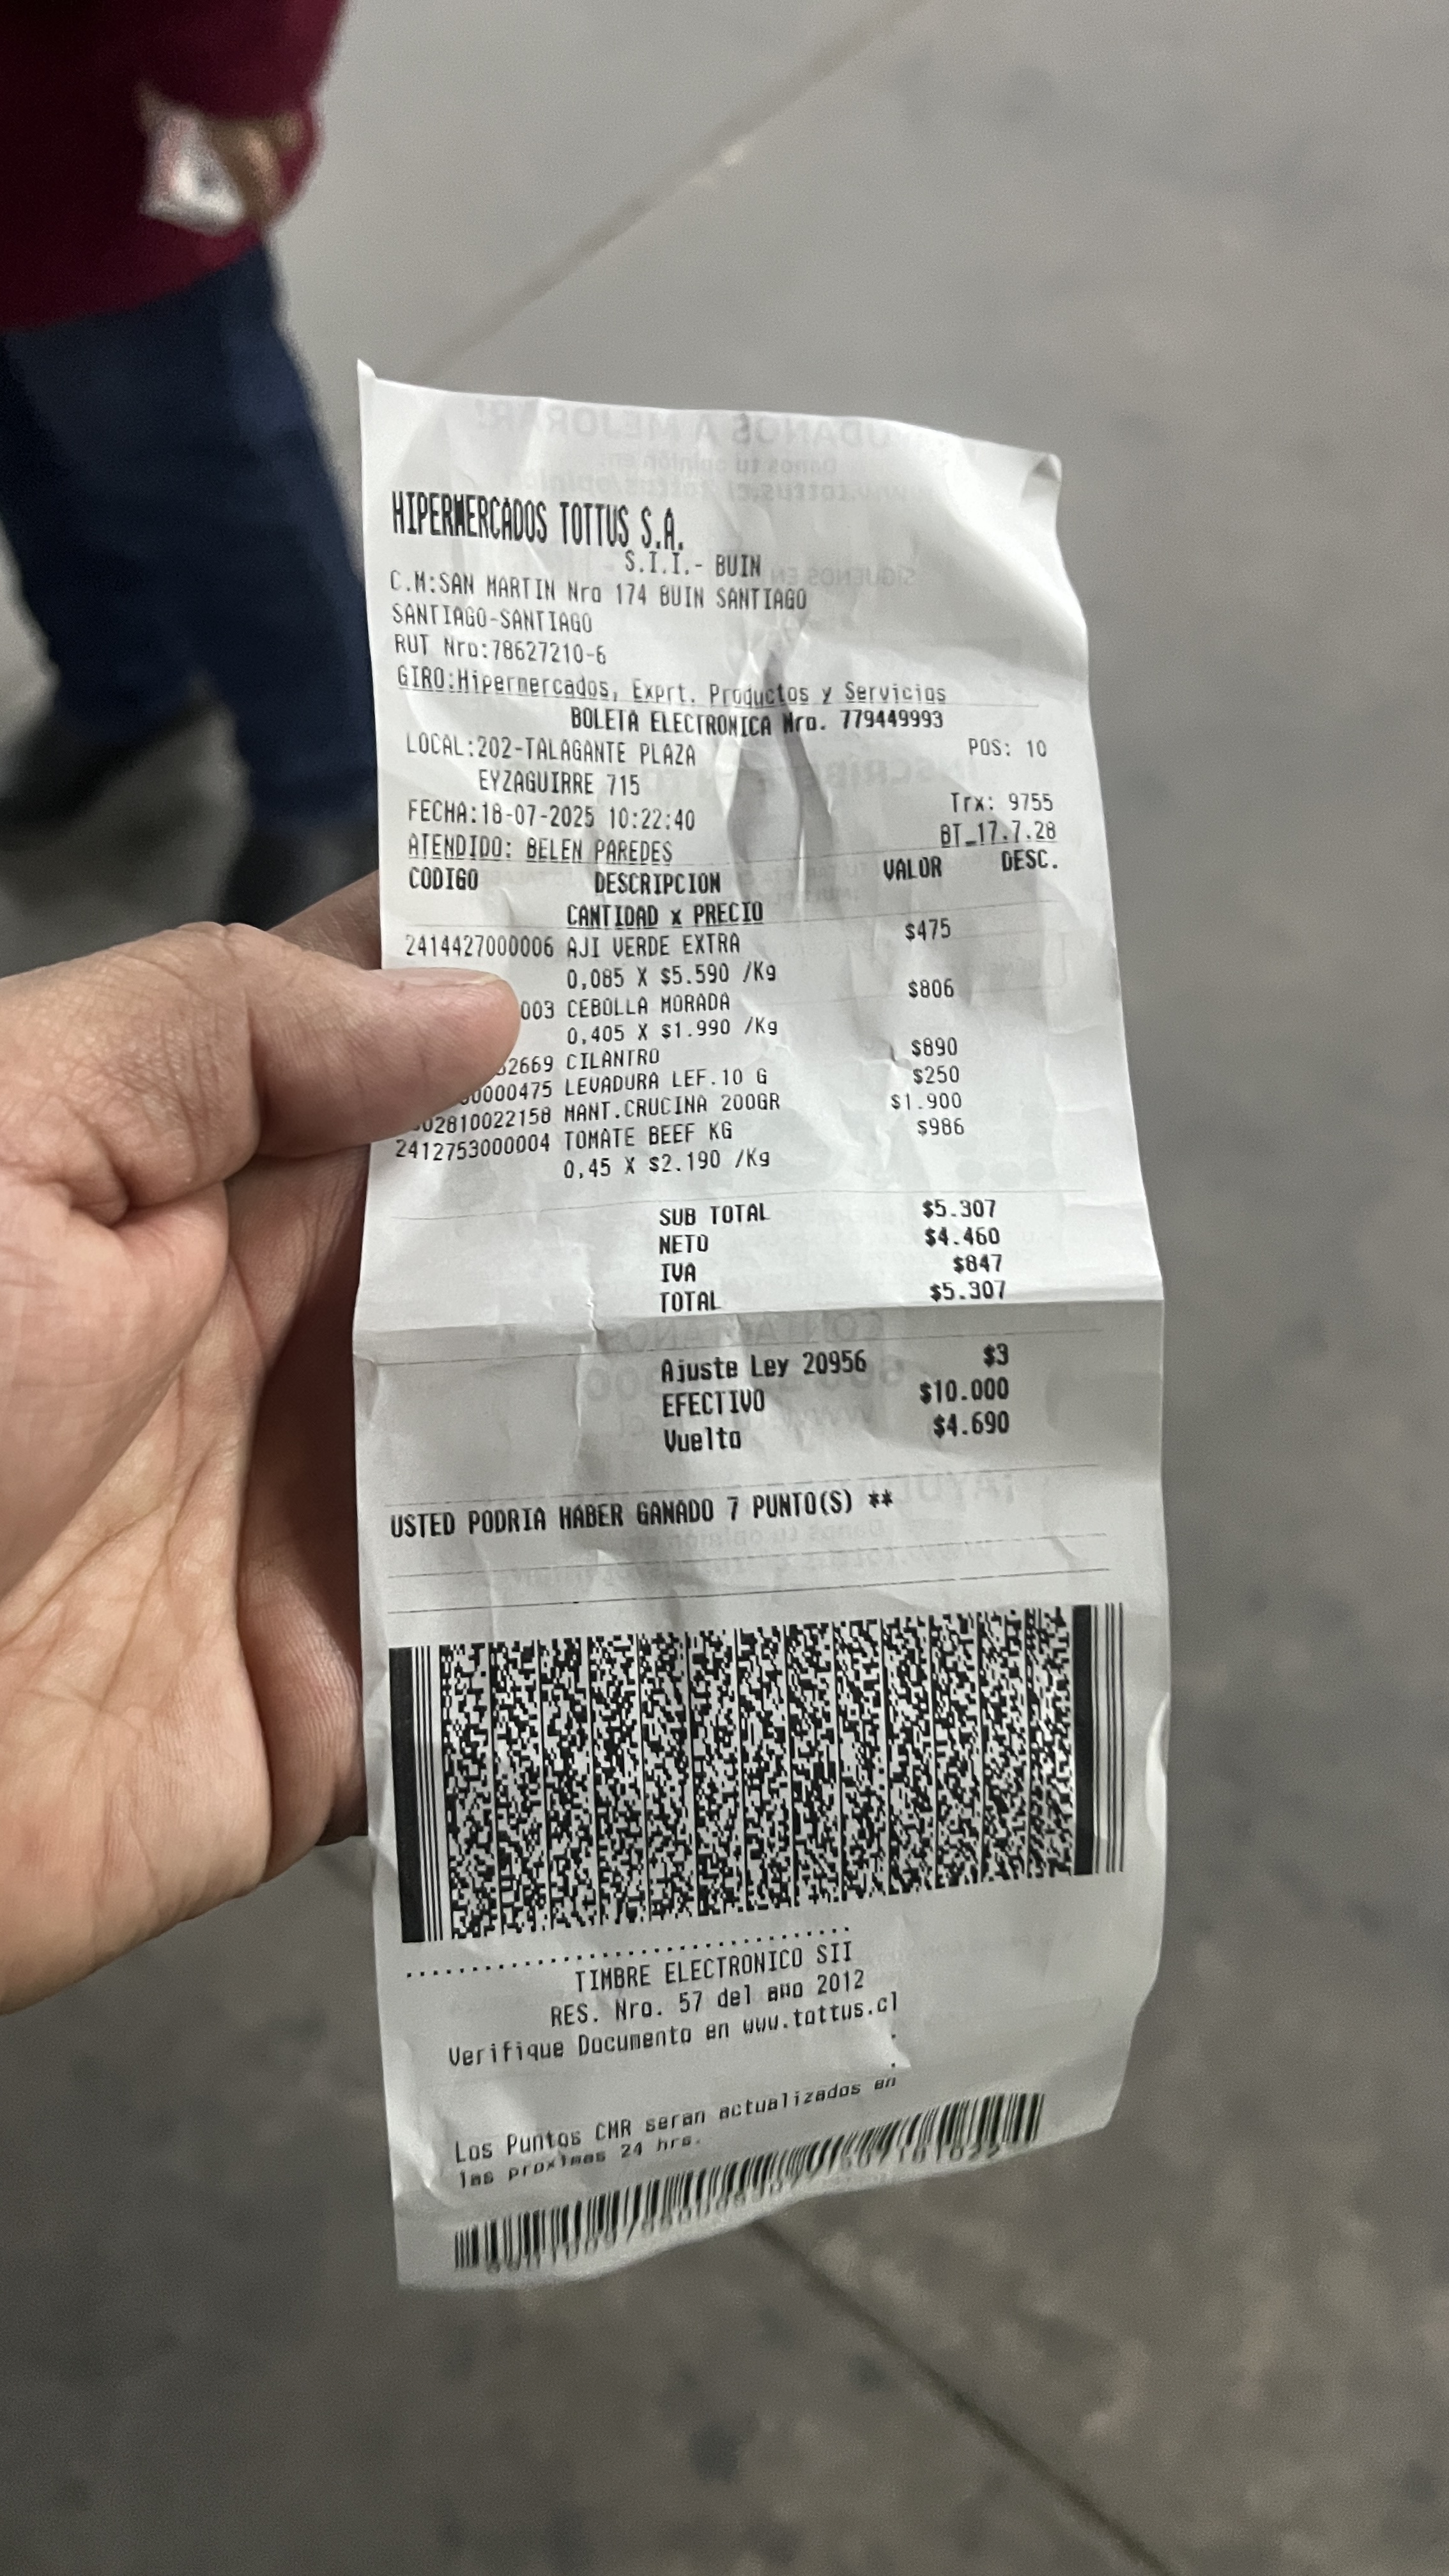 HIPERMERCADOS TOTTUS S.A.
S.I.I.- BUIN
C.M:SAN MARTIN Nro 174 BUIN SANTIAGO
SANTIAGO-SANTIAGO
RUT Nro:78627210-6
GIRO:Hipermercados, Exprt. Productos y Servicios
BOLETA ELECTRONICA Nro. 779449993
LOCAL:202-TALAGANTE PLAZA POS: 10
EYZAGUIRRE 715
FECHA:18-07-2025 10:22:40 Trx: 9755
ATENDIDO: BELEN PAREDES BT_17.7.28
CODIGO DESCRIPCION VALOR DESC.
CANTIDAD x PRECIO
2414427000006 AJI VERDE EXTRA $475
0,085 X $5.590 /Kg
003 CEBOLLA MORADA $806
0,405 X $1.990 /Kg
2669 CILANTRO $890
0000475 LEVADURA LEF.10 G $250
02810022158 MANT.CRUCINA 200GR $1.900
2412753000004 TOMATE BEEF KG $986
0,45 X $2.190 /Kg
SUB TOTAL $5.307
NETO $4.460
IVA $847
TOTAL $5.307
Ajuste Ley 20956 $3
EFECTIVO $10.000
Vuelto $4.690
USTED PODRIA HABER GANADO 7 PUNTO(S) **
TIMBRE ELECTRONICO SII
RES. Nro. 57 del año 2012
Verifique Documento en www.tottus.cl
Los Puntos CMR seran actualizados en
las proximas 24 hrs.